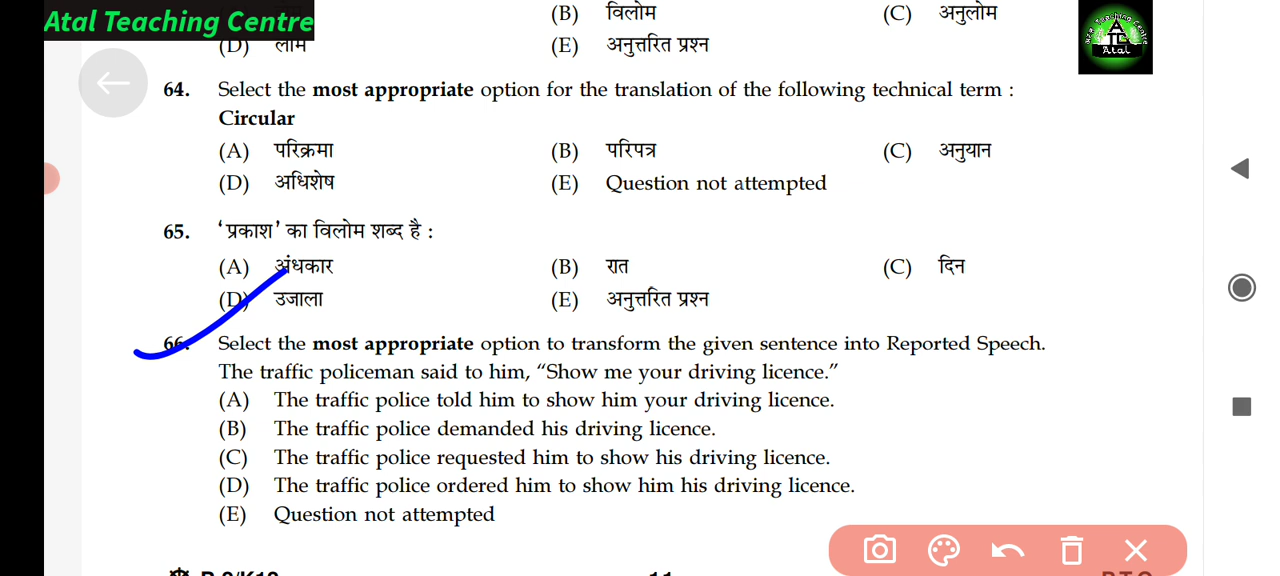 Atal Teaching Centre
(B) विलोम (C) अनुलोम
(D) लोम (E) अनुत्तरित प्रश्न
Atal
64. Select the most appropriate option for the translation of the following technical term :
Circular
(A) परिक्रमा (B) परिपत्र (C) अनुयान
(D) अधिशेष (E) Question not attempted
65. 'प्रकाश' का विलोम शब्द है :
(A) अंधकार (B) रात (C) दिन
(D) उजाला (E) अनुत्तरित प्रश्न
66. Select the most appropriate option to transform the given sentence into Reported Speech.
The traffic policeman said to him, "Show me your driving licence."
(A) The traffic police told him to show him your driving licence.
(B) The traffic police demanded his driving licence.
(C) The traffic police requested him to show his driving licence.
(D) The traffic police ordered him to show him his driving licence.
(E) Question not attempted
11